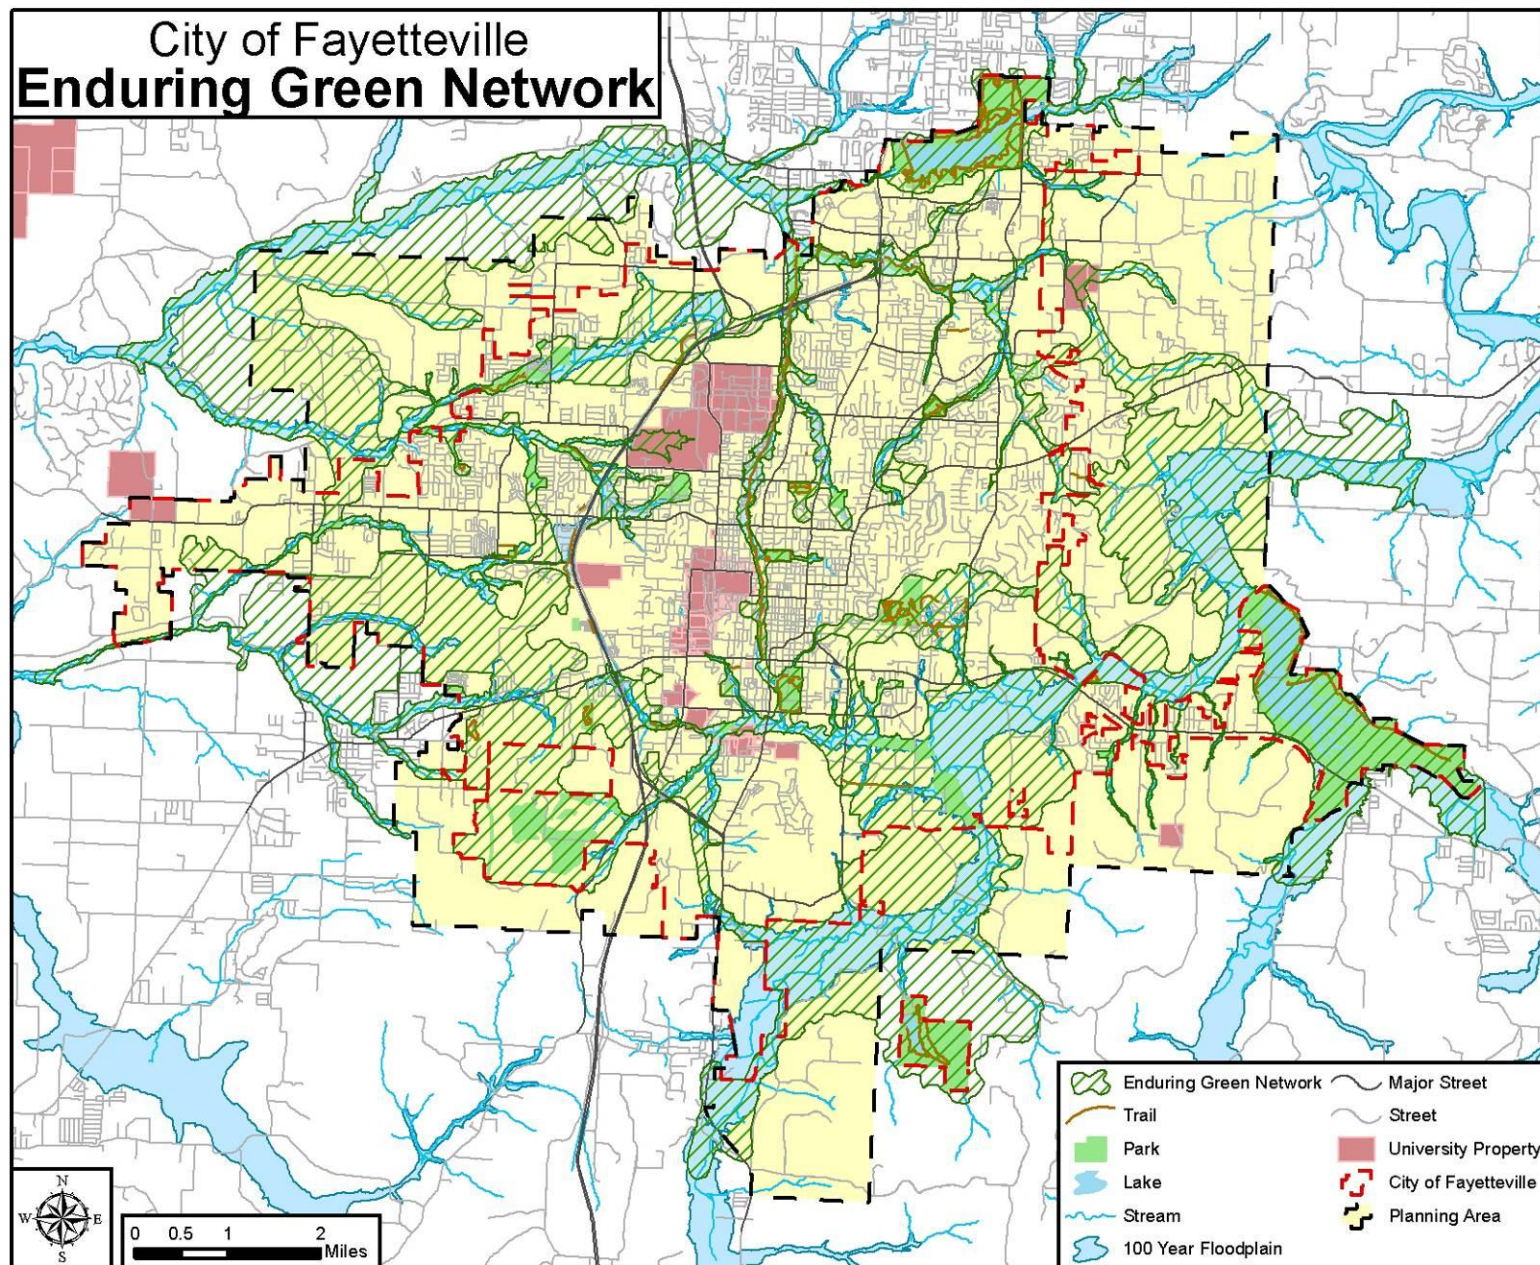 City of Fayetteville
Enduring Green Network
Enduring Green Network
Trail
Park
Lake
Stream
100 Year Floodplain
Major Street
Street
University Property
City of Fayetteville
Planning Area
N
W E
S
0 0.5 1 2
Miles